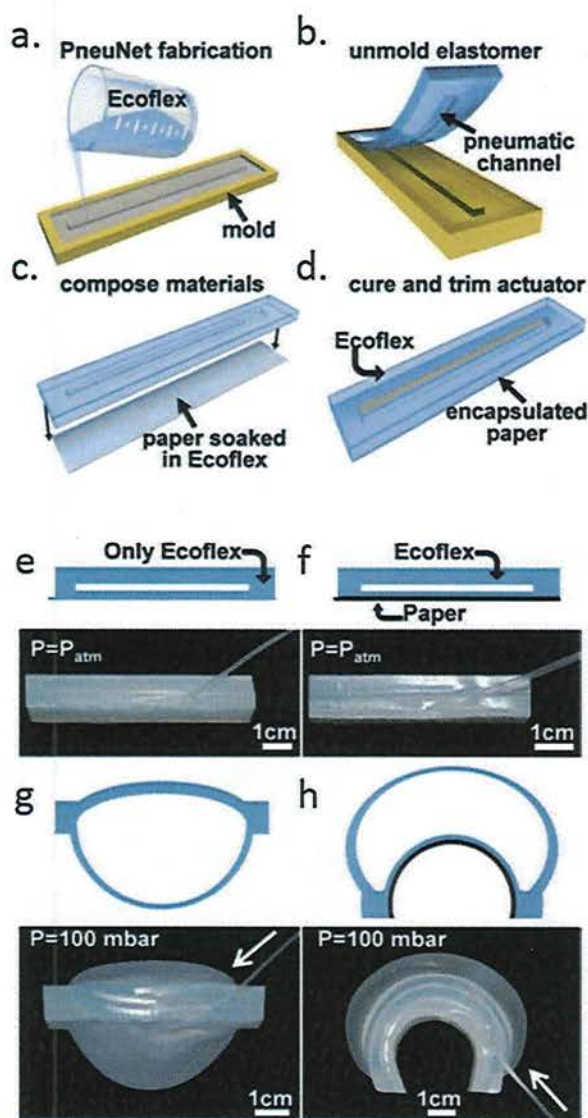 a.
PneuNet fabrication
Ecoflex
mold
b.
unmold elastomer
pneumatic
channel
c.
compose materials
paper soaked
in Ecoflex
d.
cure and trim actuator
Ecoflex
encapsulated
paper
e
Only Ecoflex
f
Ecoflex
Paper
P=Patm
1cm
P=Patm
1cm
g
h
P=100 mbar
1cm
P=100 mbar
1cm